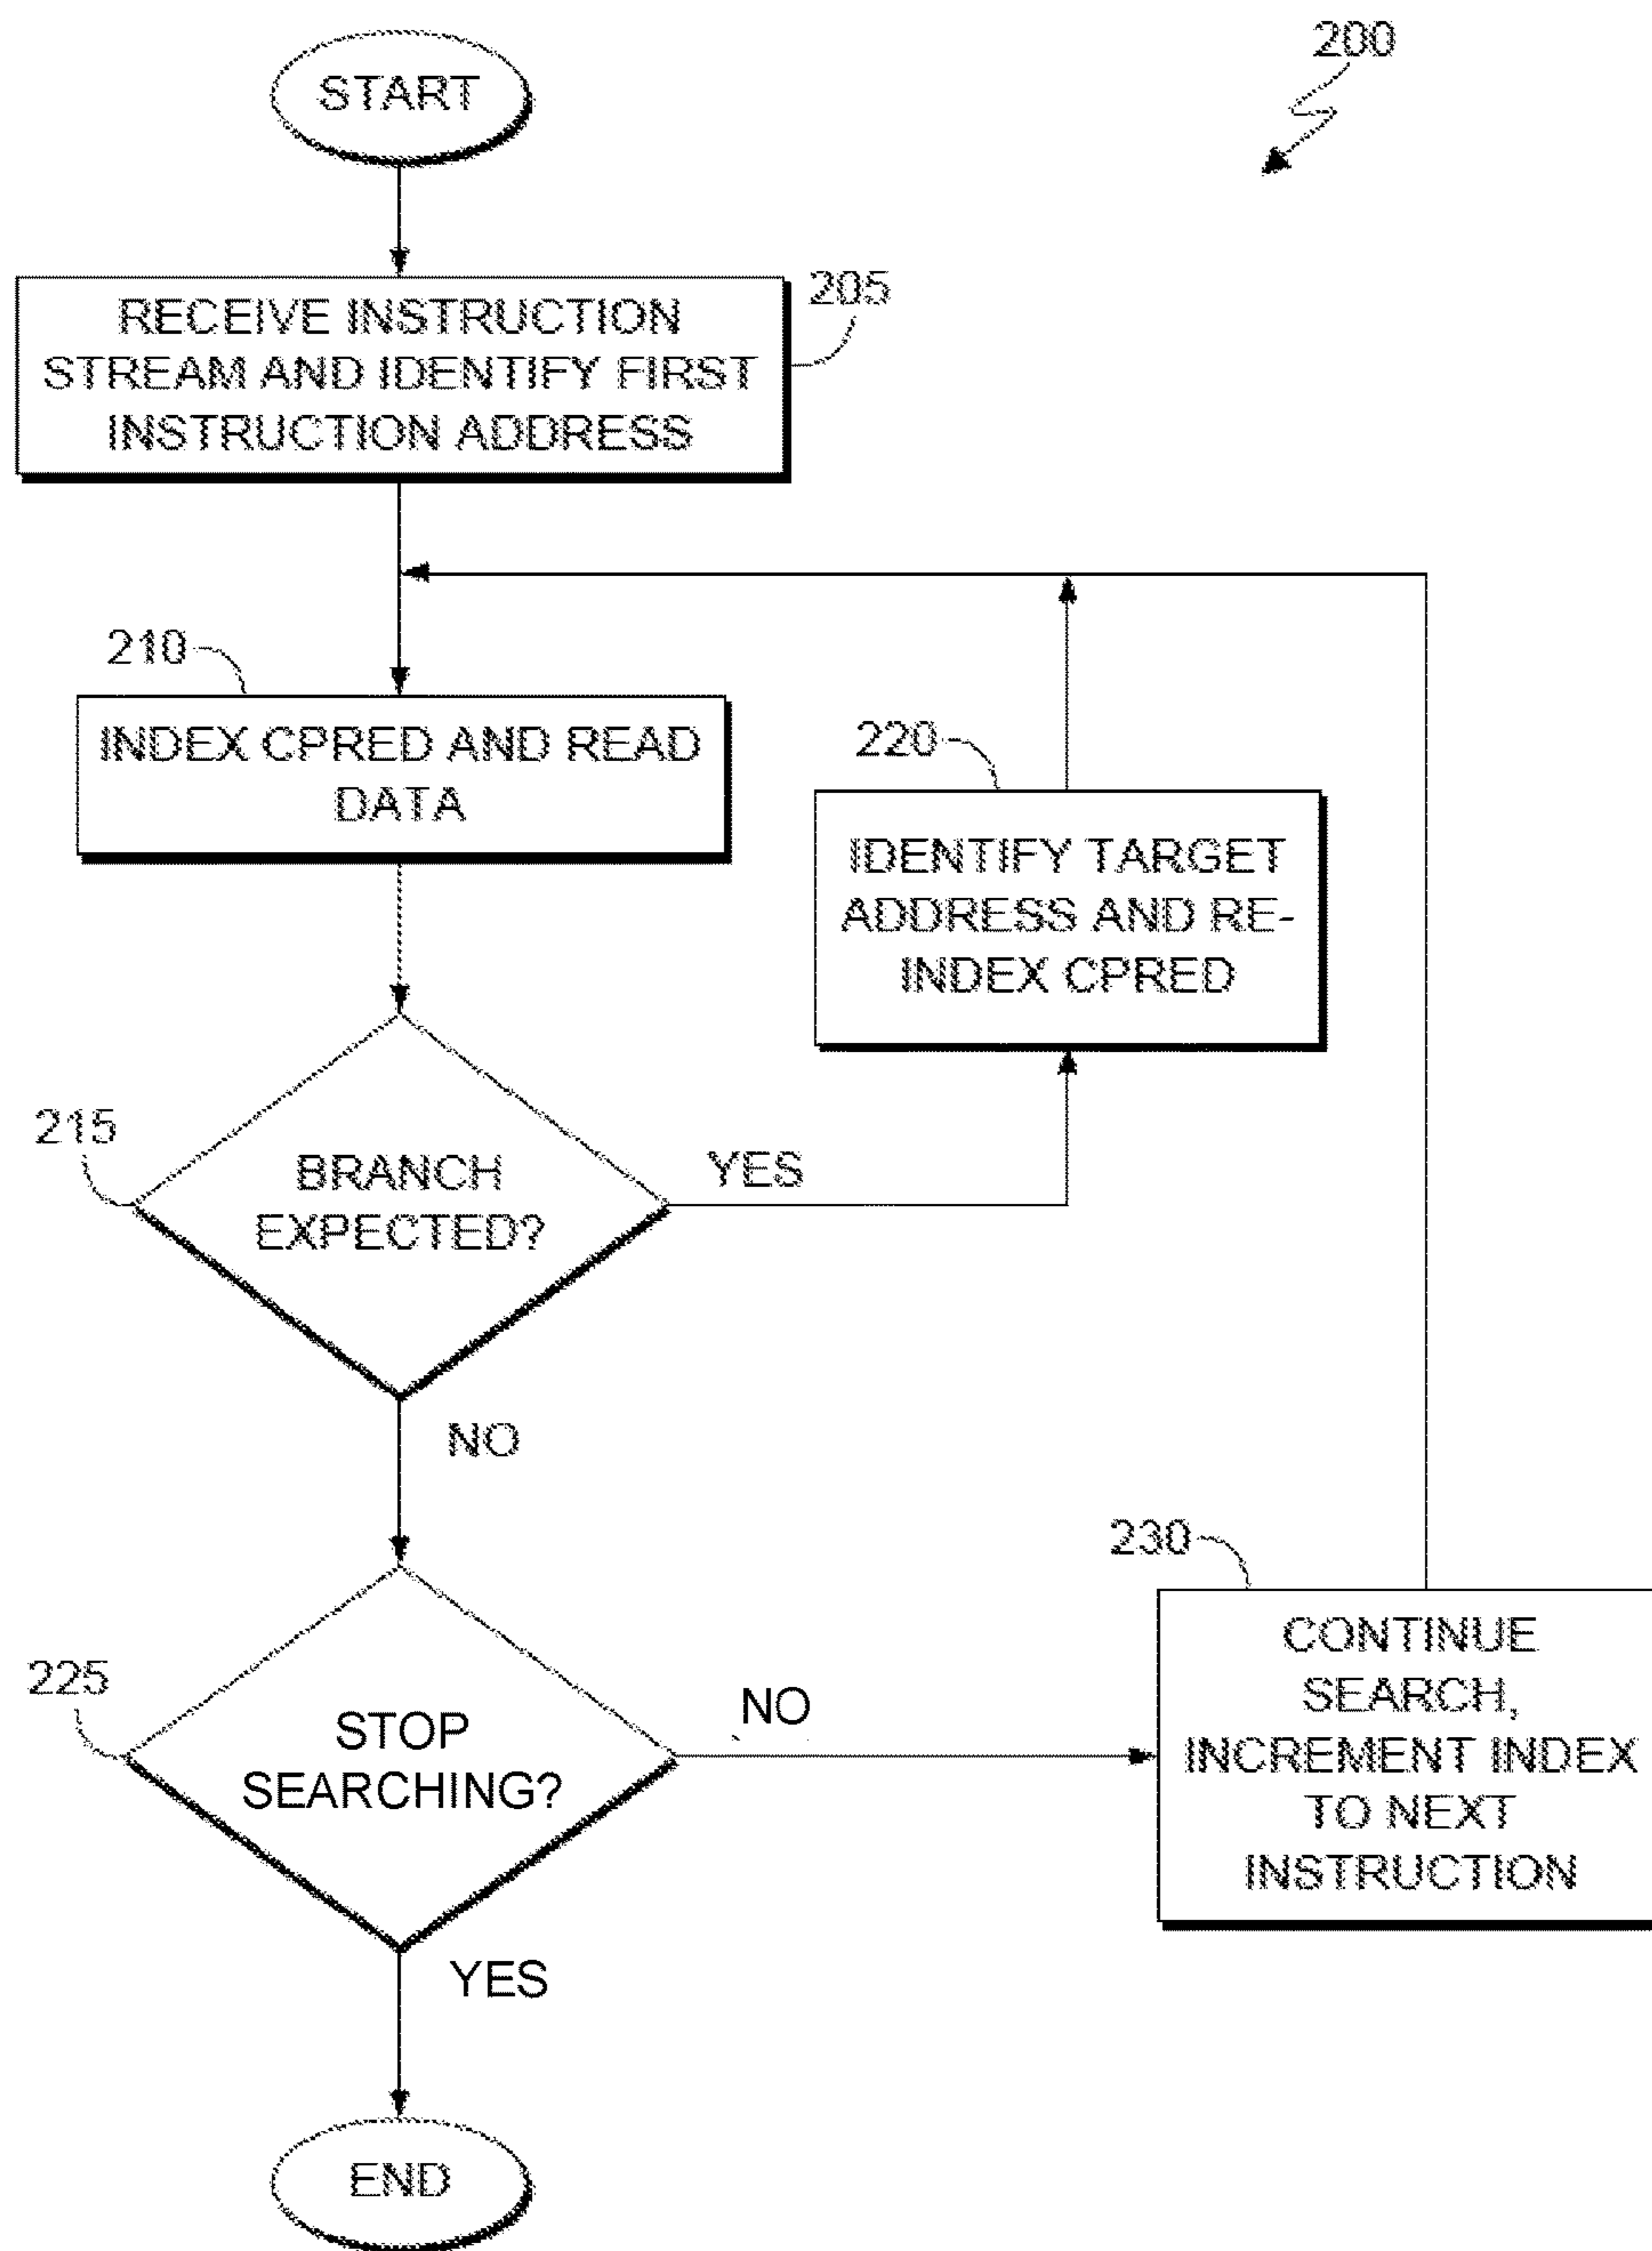 START
200
205
RECEIVE INSTRUCTION
STREAM AND IDENTIFY FIRST
INSTRUCTION ADDRESS
210
INDEX CPRED AND READ
DATA
220
IDENTIFY TARGET
ADDRESS AND RE-
INDEX CPRED
215
BRANCH
EXPECTED?
YES
NO
225
STOP
SEARCHING?
NO
230
CONTINUE
SEARCH,
INCREMENT INDEX
TO NEXT
INSTRUCTION
YES
END